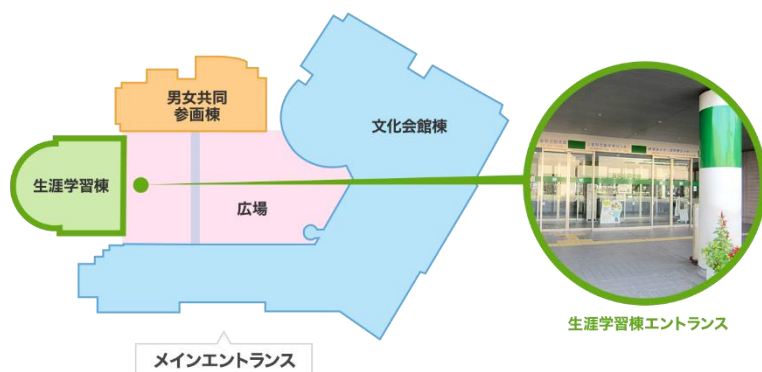 男女共同
参画棟
文化会館棟
生涯学習棟
広場
生涯学習棟エントランス
メインエントランス